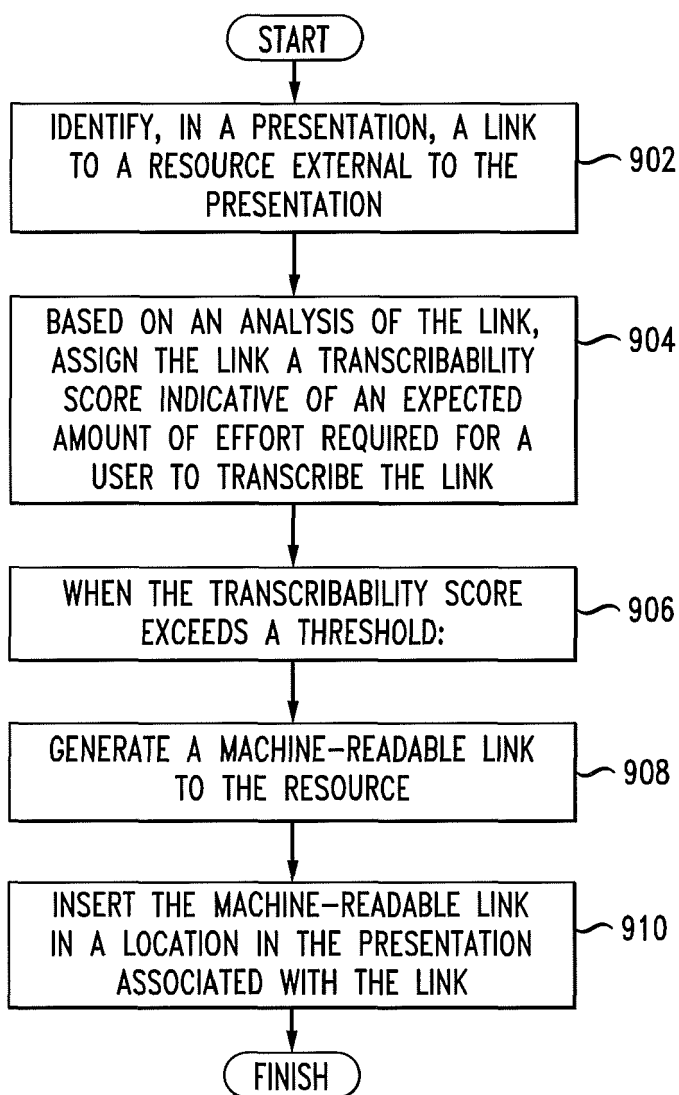 START
IDENTIFY, IN A PRESENTATION, A LINK
TO A RESOURCE EXTERNAL TO THE
PRESENTATION
902
BASED ON AN ANALYSIS OF THE LINK,
ASSIGN THE LINK A TRANSCRIBABILITY
SCORE INDICATIVE OF AN EXPECTED
AMOUNT OF EFFORT REQUIRED FOR A
USER TO TRANSCRIBE THE LINK
904
WHEN THE TRANSCRIBABILITY SCORE
EXCEEDS A THRESHOLD:
906
GENERATE A MACHINE-READABLE LINK
TO THE RESOURCE
908
INSERT THE MACHINE-READABLE LINK
IN A LOCATION IN THE PRESENTATION
ASSOCIATED WITH THE LINK
910
FINISH